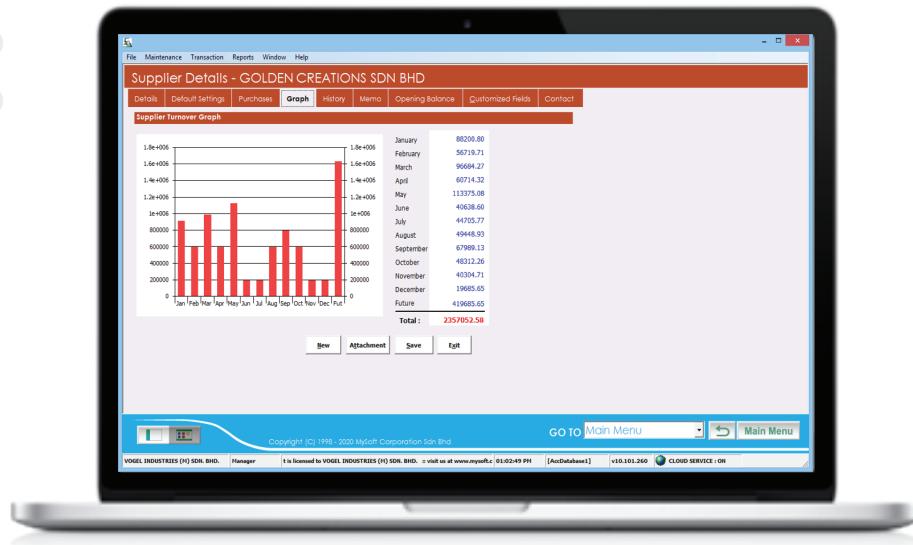 File Maintenance Transaction Reports Window Help
Supplier Details - GOLDEN CREATIONS SDN BHD
Details Default Settings Purchases Graph History Memo Opening Balance Customized Fields Contact
Supplier Turnover Graph
1.8e+006 1.8e+006
1.6e+006 1.6e+006
1.4e+006 1.4e+006
1.2e+006 1.2e+006
1e+006 1e+006
800000 800000
600000 600000
400000 400000
200000 200000
0 0
Jan Feb Mar Apr May Jun Jul Aug Sep Oct Nov Dec Fut
January 88200.80
February 56719.71
March 96684.27
April 60714.32
May 113375.08
June 40638.60
July 44705.77
August 49448.93
September 67989.13
October 48312.26
November 40304.71
December 19685.65
Future 419685.65
Total : 2357052.58
New Attachment Save Exit
GO TO Main Menu Main Menu
Copyright (C) 1998 - 2020 MySoft Corporation Sdn Bhd
VOGEL INDUSTRIES (M) SDN. BHD. Manager t is licensed to VOGEL INDUSTRIES (M) SDN. BHD. = visit us at www.mysoft.c 01:02:49 PM [AccDatabase1] v10.101.260 CLOUD SERVICE : ON